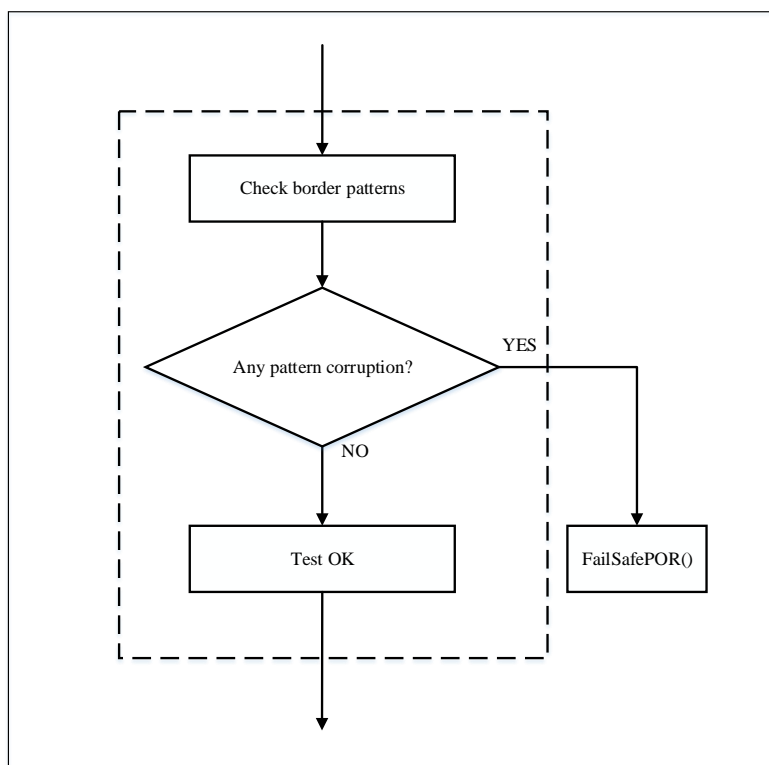 Check border patterns
Any pattern corruption?
YES
NO
Test OK
FailSafePOR()